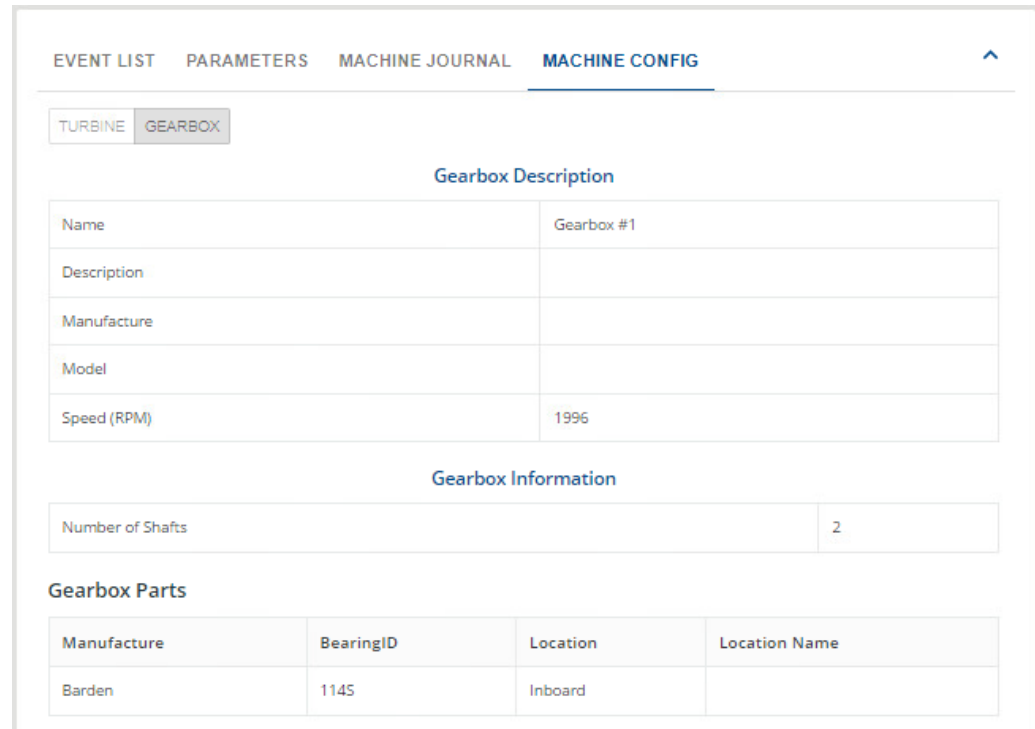 EVENT LIST PARAMETERS MACHINE JOURNAL MACHINE CONFIG
TURBINE GEARBOX
Gearbox Description
Name Gearbox #1
Description
Manufacture
Model
Speed (RPM) 1996
Gearbox Information
Number of Shafts 2
Gearbox Parts
Manufacture BearingID Location Location Name
Barden 114S Inboard